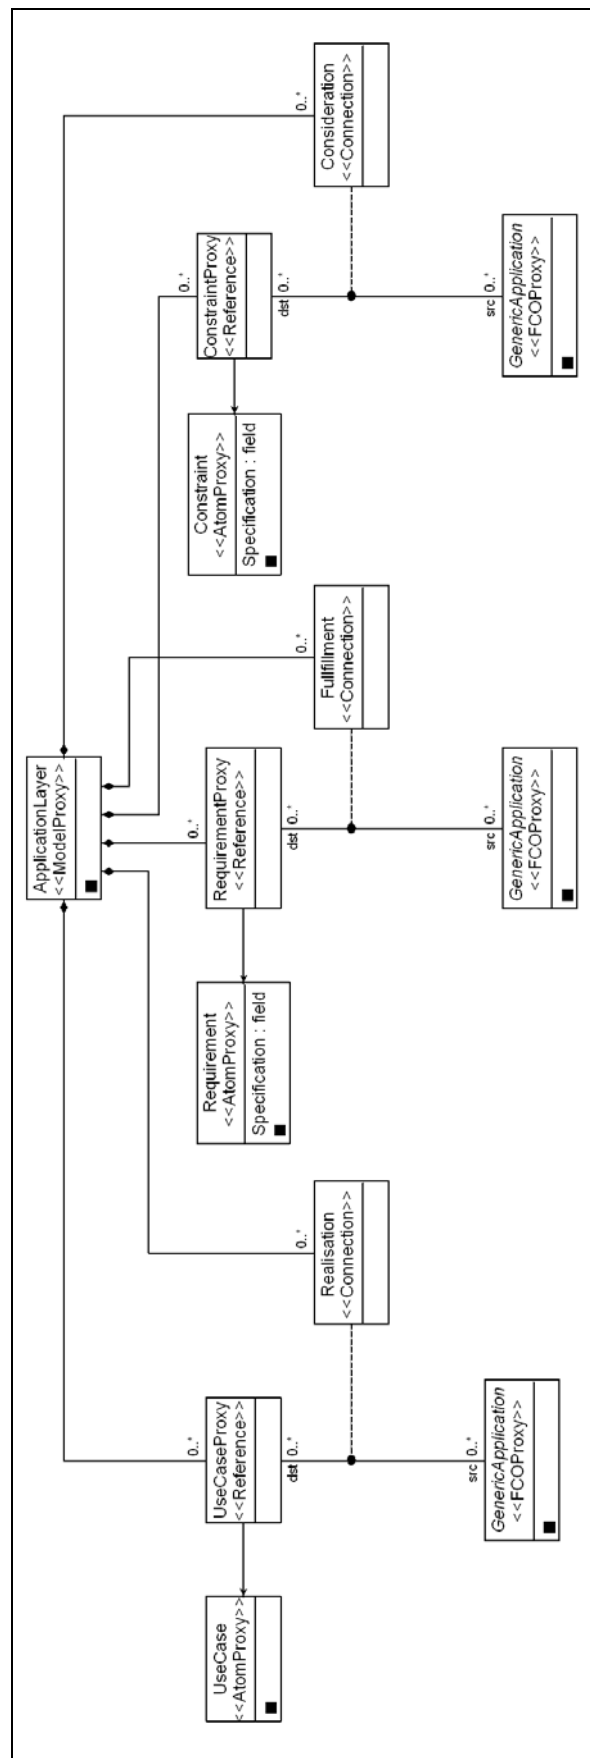 ApplicationLayer
<<ModelProxy>>
UseCase
<<AtomProxy>>
UseCaseProxy
<<Reference>>
0..*
dst 0..*
src 0..*
GenericApplication
<<FCOProxy>>
Realisation
<<Connection>>
0..*
Requirement
<<AtomProxy>>
Specification : field
RequirementProxy
<<Reference>>
0..*
dst 0..*
src 0..*
GenericApplication
<<FCOProxy>>
Fullfillment
<<Connection>>
0..*
Constraint
<<AtomProxy>>
Specification : field
ConstraintProxy
<<Reference>>
0..*
dst 0..*
src 0..*
GenericApplication
<<FCOProxy>>
Consideration
<<Connection>>
0..*